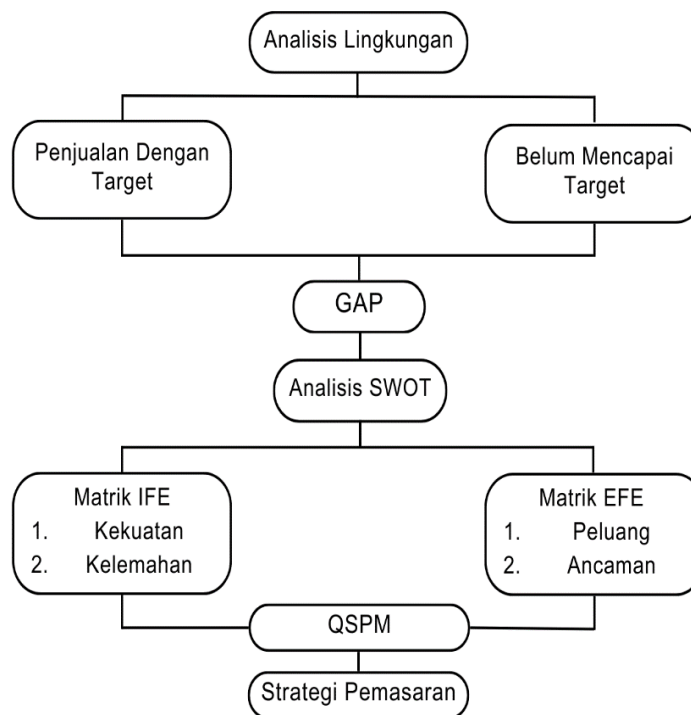 Analisis Lingkungan
Penjualan Dengan
Target
Belum Mencapai
Target
GAP
Analisis SWOT
Matrik IFE
1. Kekuatan
2. Kelemahan
Matrik EFE
1. Peluang
2. Ancaman
QSPM
Strategi Pemasaran